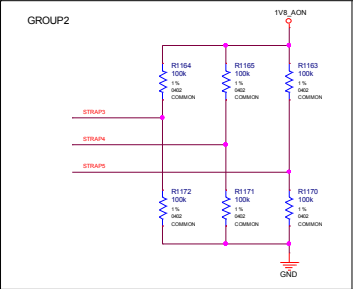 GROUP2
1V8_AON
R1164
100k
1 %
0402
COMMON
R1165
100k
1 %
0402
COMMON
R1163
100k
1 %
0402
COMMON
STRAP3
STRAP4
STRAP5
R1172
100k
1 %
0402
COMMON
R1171
100k
1 %
0402
COMMON
R1170
100k
1 %
0402
COMMON
GND